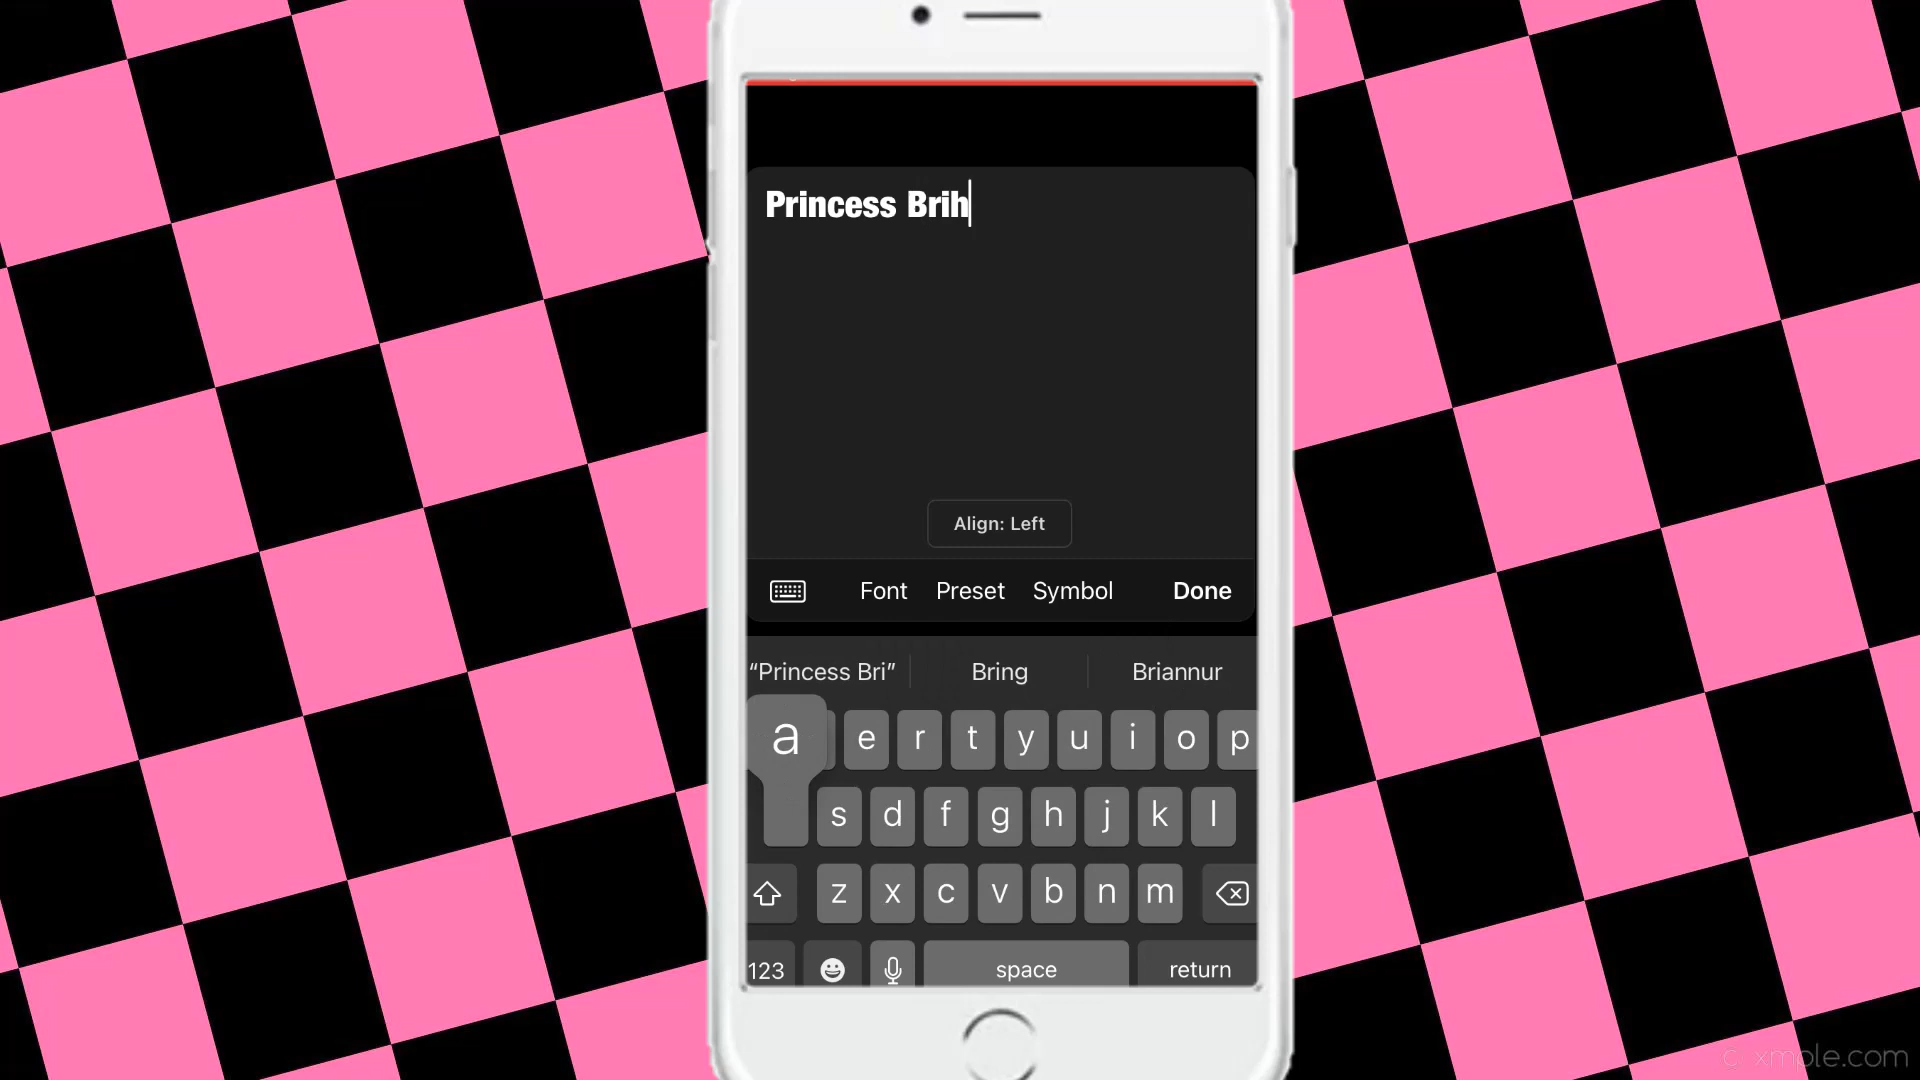 Princess Brih
Align: Left
Font Preset Symbol Done
“Princess Bri” Bring Briannur
a e r t y u i o p
s d f g h j k l
z x c v b n m
123 space return
© xmple.com